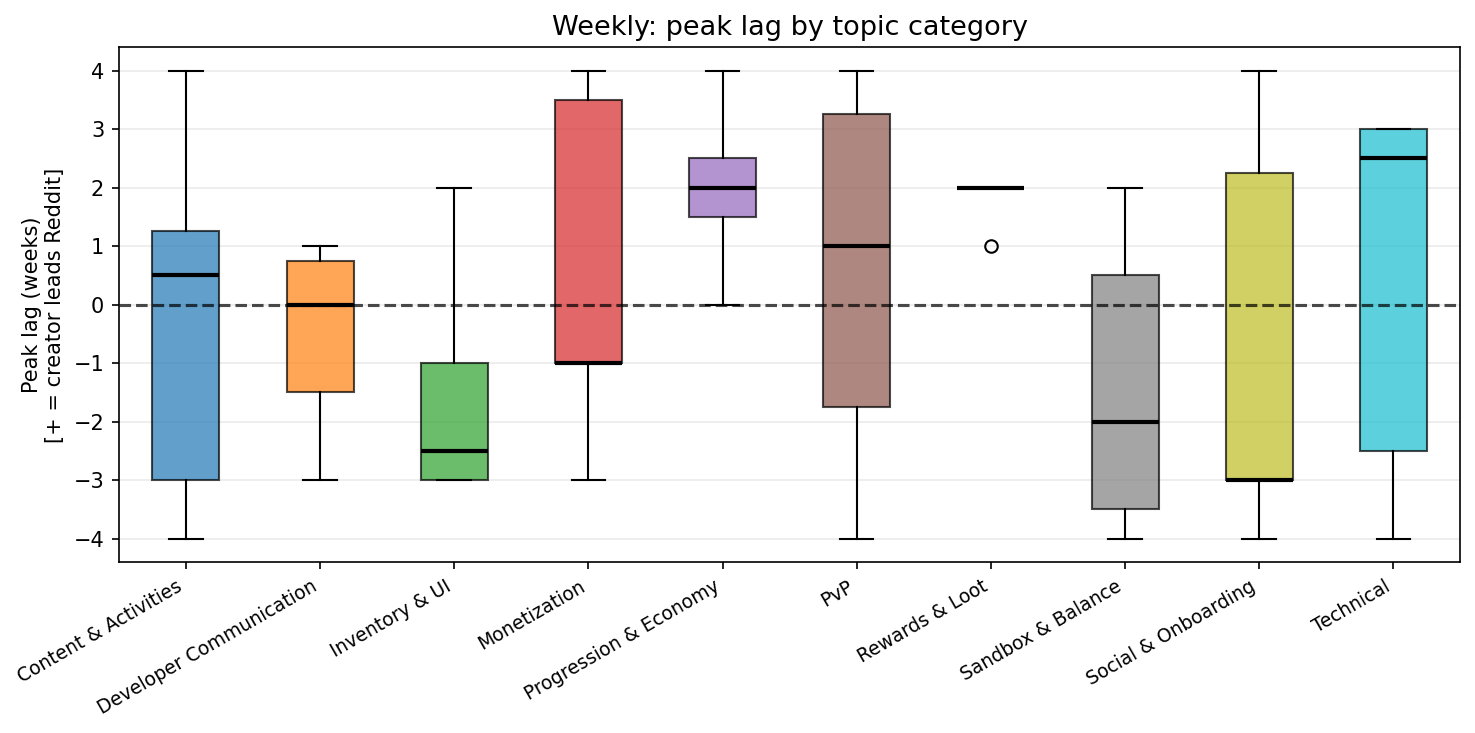 Weekly: peak lag by topic category
Peak lag (weeks)
[+ = creator leads Reddit]
4
3
2
1
0
−1
−2
−3
−4
Content & Activities
Developer Communication
Inventory & UI
Monetization
Progression & Economy
PvP
Rewards & Loot
Sandbox & Balance
Social & Onboarding
Technical